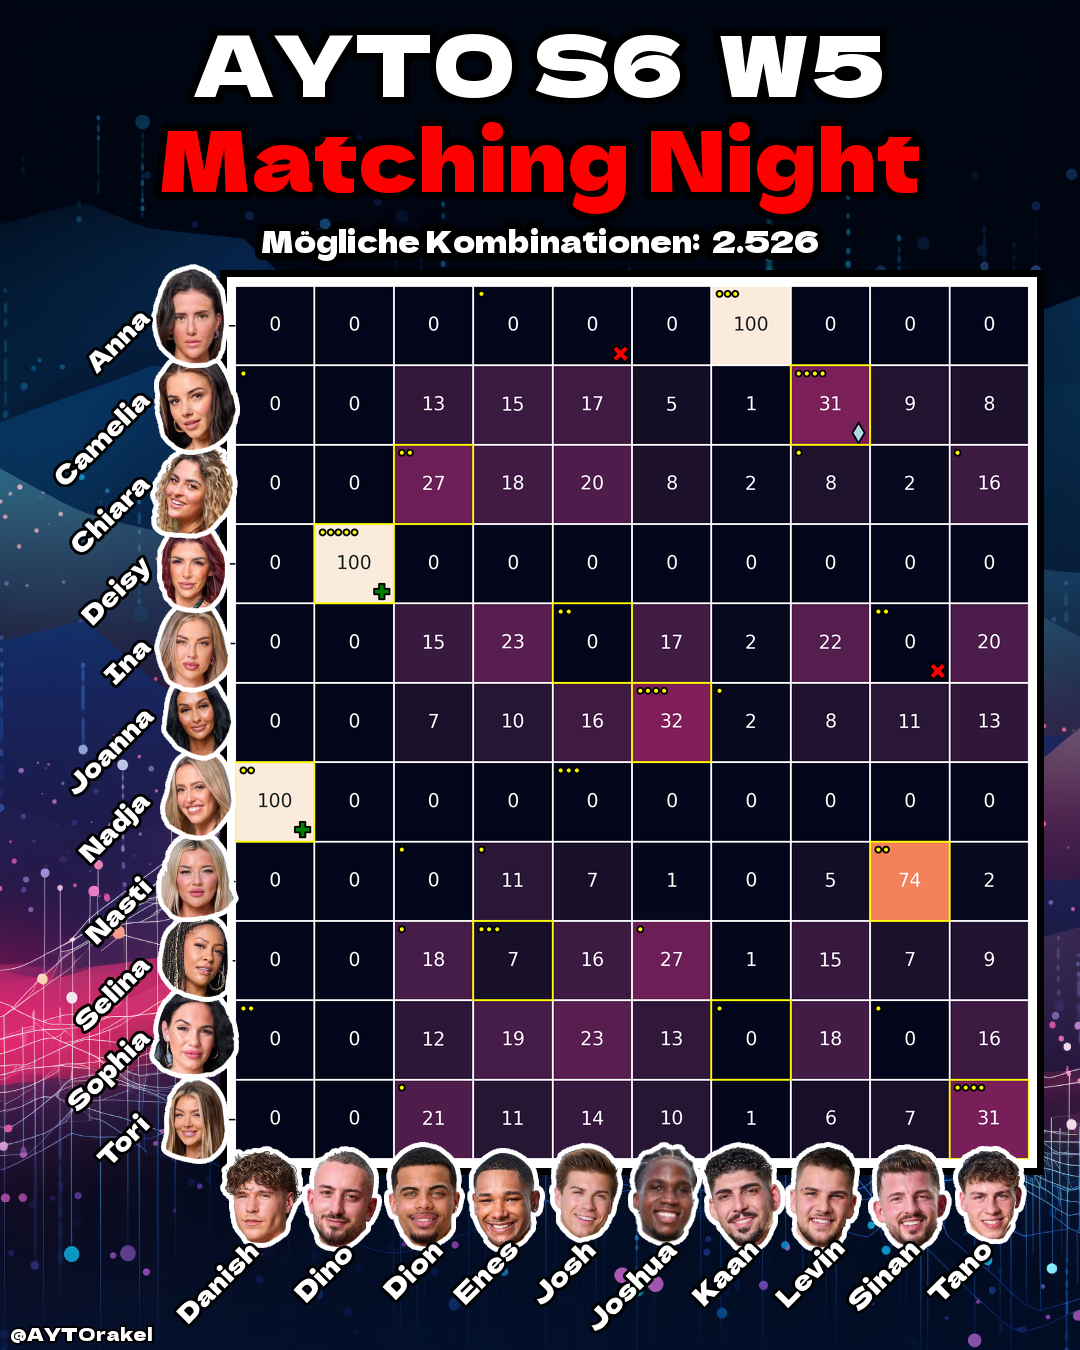 AYTO S6 W5
Matching Night
Mögliche Kombinationen: 2.526
Anna 0 0 0 0 0 0 100 0 0 0
Camelia 0 0 13 15 17 5 1 31 9 8
Chiara 0 0 27 18 20 8 2 8 2 16
Deisy 0 100 0 0 0 0 0 0 0 0
Ina 0 0 15 23 0 17 2 22 0 20
Joanna 0 0 7 10 16 32 2 8 11 13
Nadja 100 0 0 0 0 0 0 0 0 0
Nasti 0 0 0 11 7 1 0 5 74 2
Selina 0 0 18 7 16 27 1 15 7 9
Sophia 0 0 12 19 23 13 0 18 0 16
Tori 0 0 21 11 14 10 1 6 7 31
Danish Dino Dion Enes Josh Joshua Kaan Levin Sinan Tano
@AYTOrakel